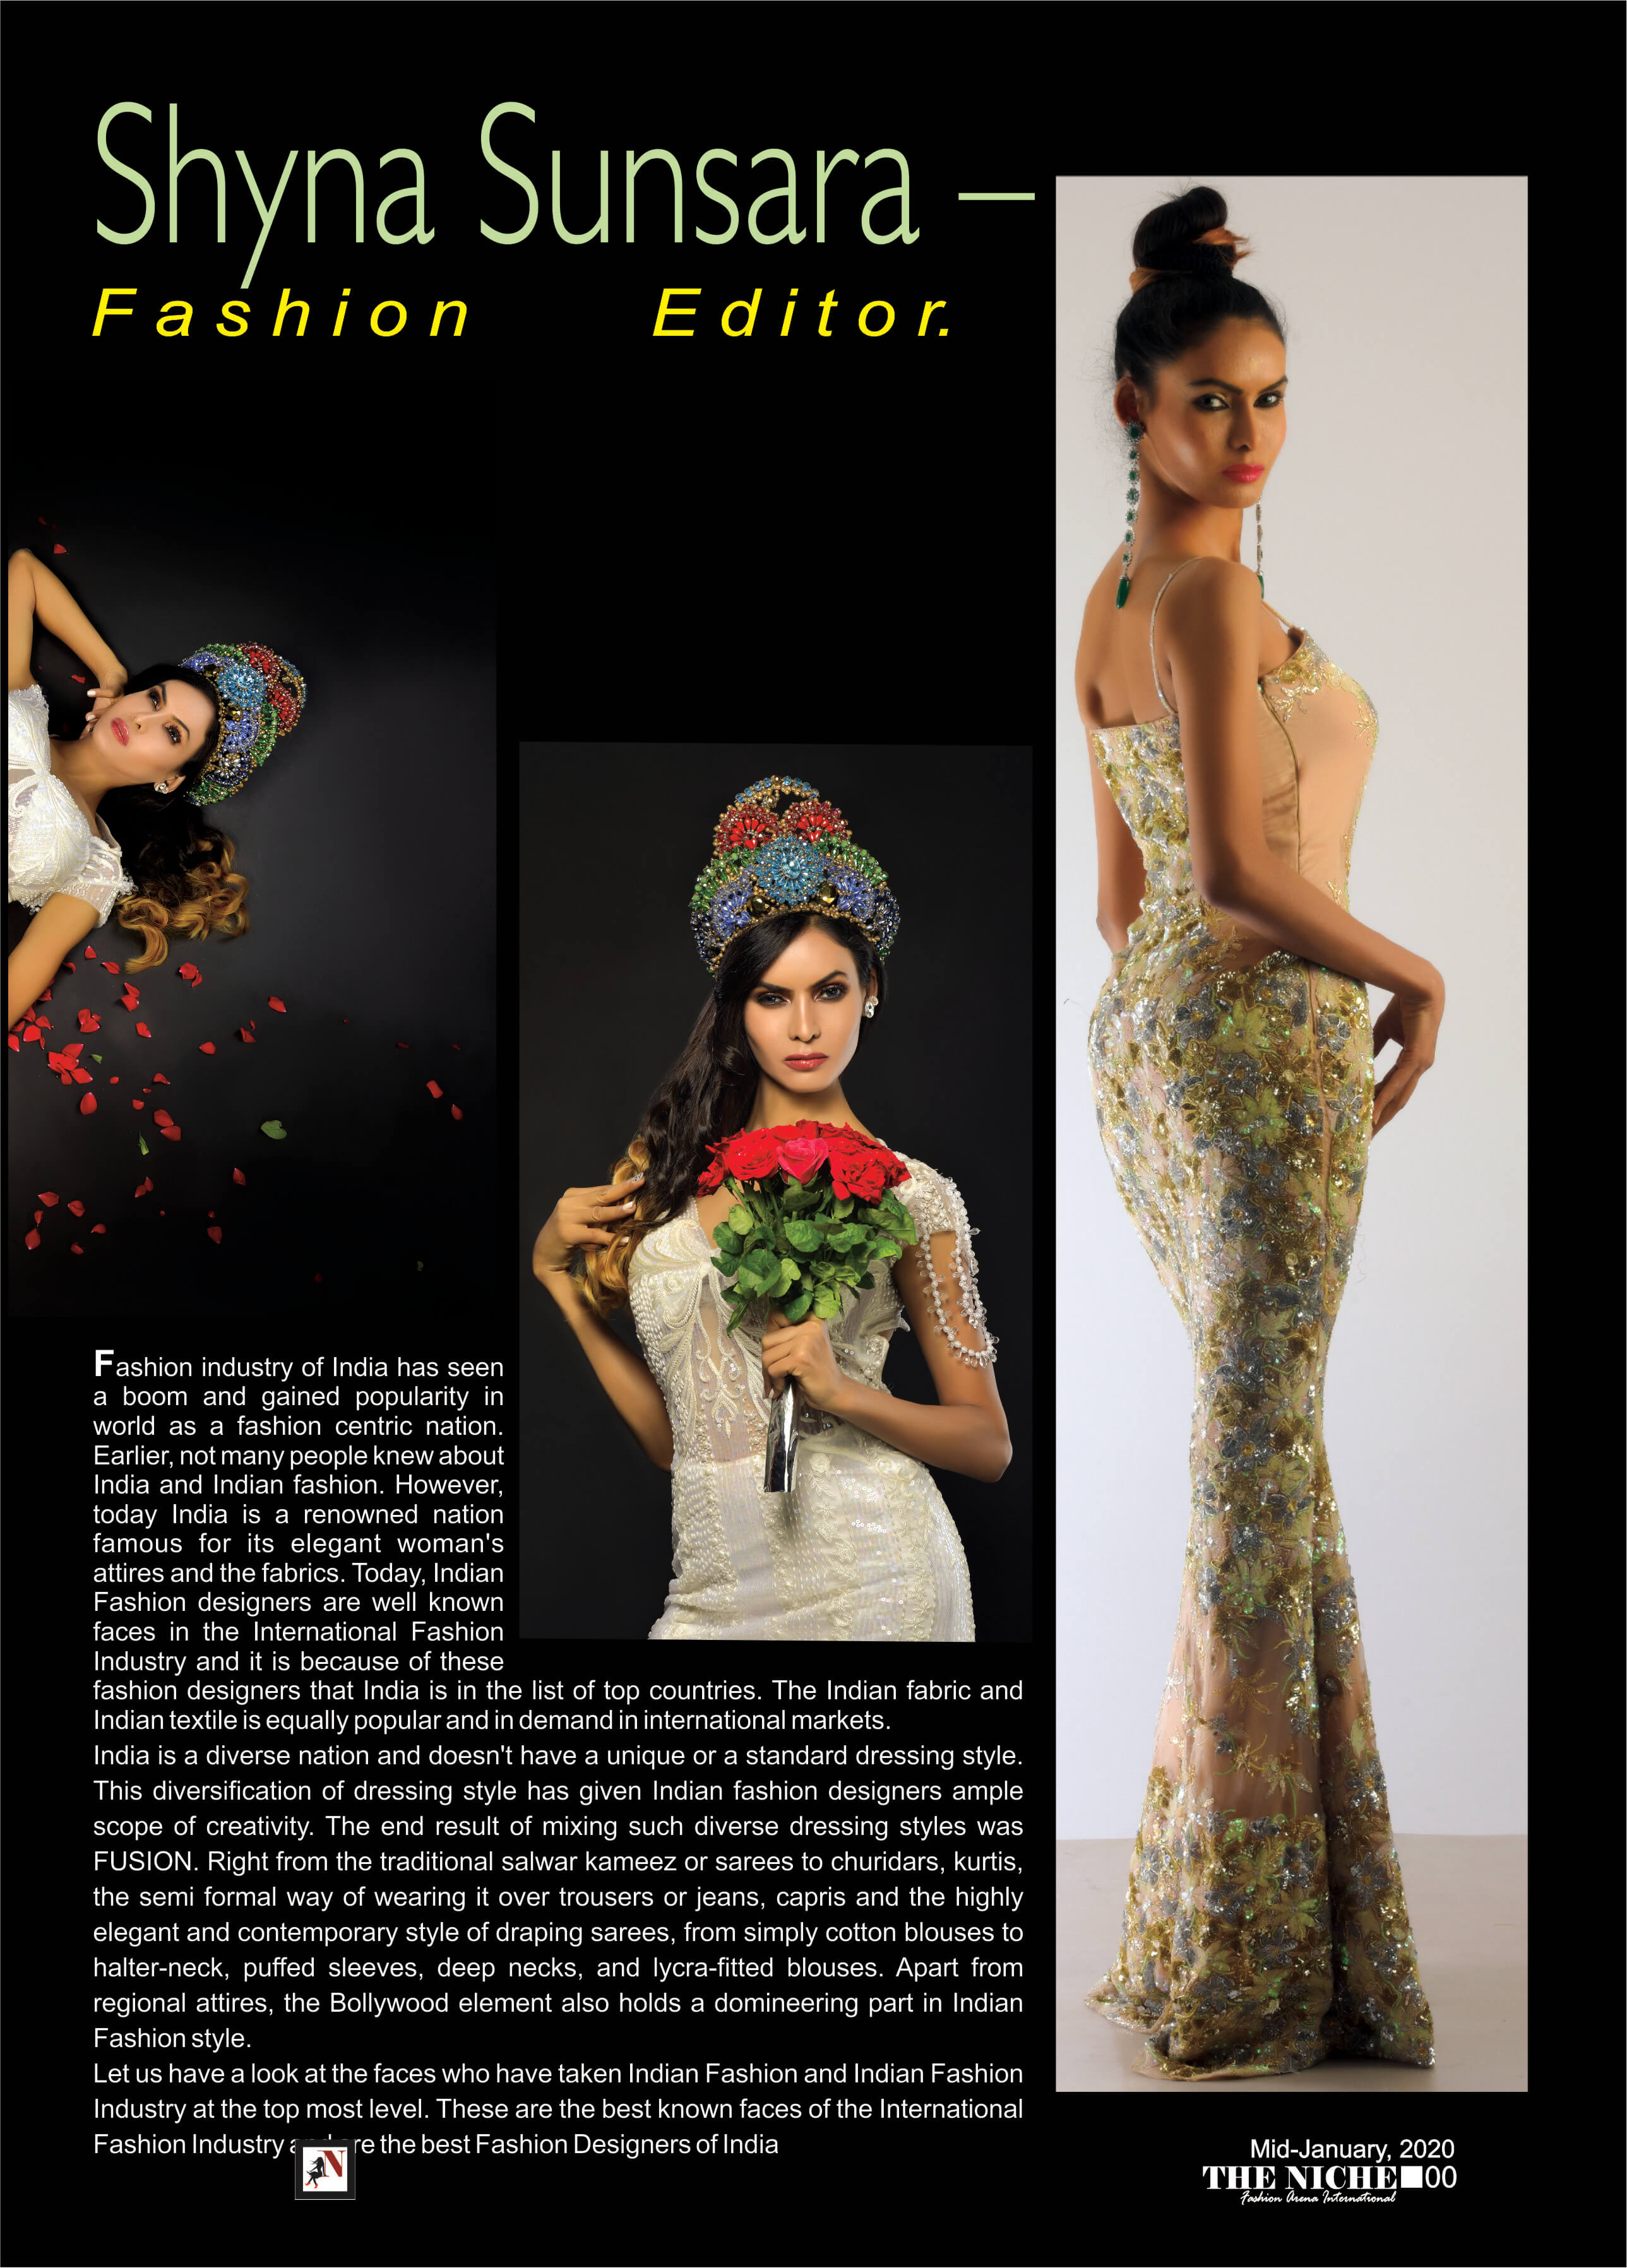 Shyna Sunsara –
Fashion Editor.
Fashion industry of India has seen
a boom and gained popularity in
world as a fashion centric nation.
Earlier, not many people knew about
India and Indian fashion. However,
today India is a renowned nation
famous for its elegant woman's
attires and the fabrics. Today, Indian
Fashion designers are well known
faces in the International Fashion
Industry and it is because of these
fashion designers that India is in the list of top countries. The Indian fabric and
Indian textile is equally popular and in demand in international markets.
India is a diverse nation and doesn't have a unique or a standard dressing style.
This diversification of dressing style has given Indian fashion designers ample
scope of creativity. The end result of mixing such diverse dressing styles was
FUSION. Right from the traditional salwar kameez or sarees to churidars, kurtis,
the semi formal way of wearing it over trousers or jeans, capris and the highly
elegant and contemporary style of draping sarees, from simply cotton blouses to
halter-neck, puffed sleeves, deep necks, and lycra-fitted blouses. Apart from
regional attires, the Bollywood element also holds a domineering part in Indian
Fashion style.
Let us have a look at the faces who have taken Indian Fashion and Indian Fashion
Industry at the top most level. These are the best known faces of the International
Fashion Industry the best Fashion Designers of India
N
Mid-January, 2020
THE NICHE■00
Fashion Arena International